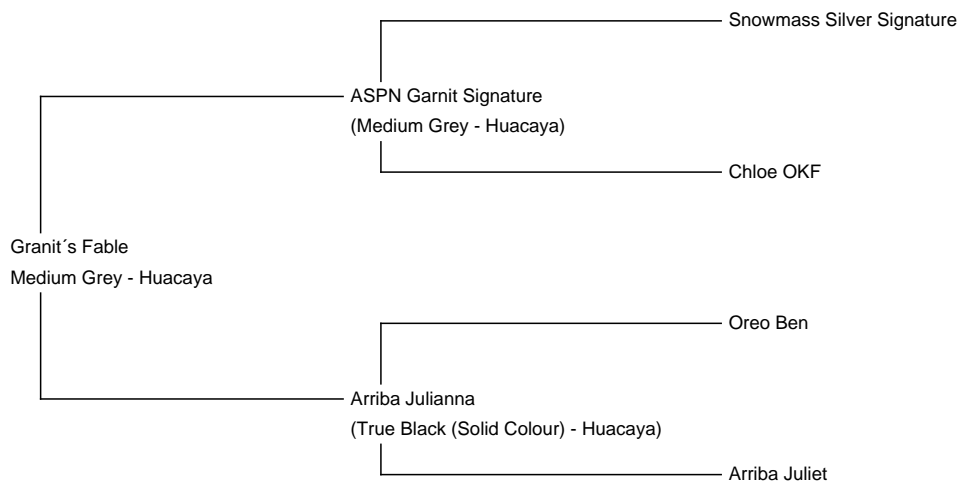 Snowmass Silver Signature
ASPN Garnit Signature
(Medium Grey - Huacaya)
Chloe OKF
Granit´s Fable
Medium Grey - Huacaya
Oreo Ben
Arriba Julianna
(True Black (Solid Colour) - Huacaya)
Arriba Juliet